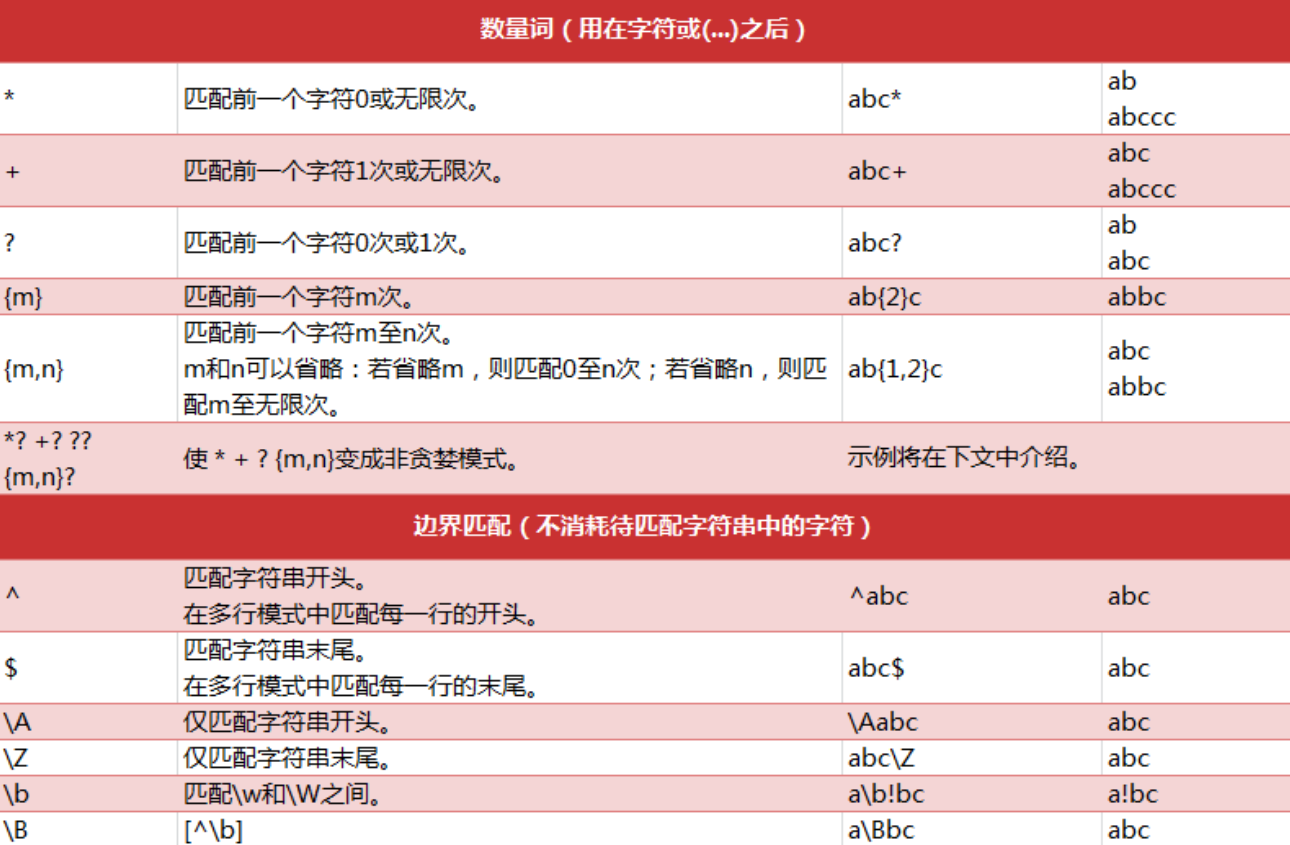 数量词（用在字符或(...)之后）
* 匹配前一个字符0或无限次。 abc* ab
abccc
+ 匹配前一个字符1次或无限次。 abc+ abc
abccc
? 匹配前一个字符0次或1次。 abc? ab
abc
{m} 匹配前一个字符m次。 ab{2}c abbc
{m,n} 匹配前一个字符m至n次。
m和n可以省略：若省略m，则匹配0至n次；若省略n，则匹
配m至无限次。 ab{1,2}c abc
abbc
*? +? ??
{m,n}? 使 * + ? {m,n}变成非贪婪模式。 示例将在下文中介绍。
边界匹配（不消耗待匹配字符串中的字符）
^ 匹配字符串开头。
在多行模式中匹配每一行的开头。 ^abc abc
$ 匹配字符串末尾。
在多行模式中匹配每一行的末尾。 abc$ abc
\A 仅匹配字符串开头。 \Aabc abc
\Z 仅匹配字符串末尾。 abc\Z abc
\b 匹配\w和\W之间。 a\b!bc a!bc
\B [^\b] a\Bbc abc